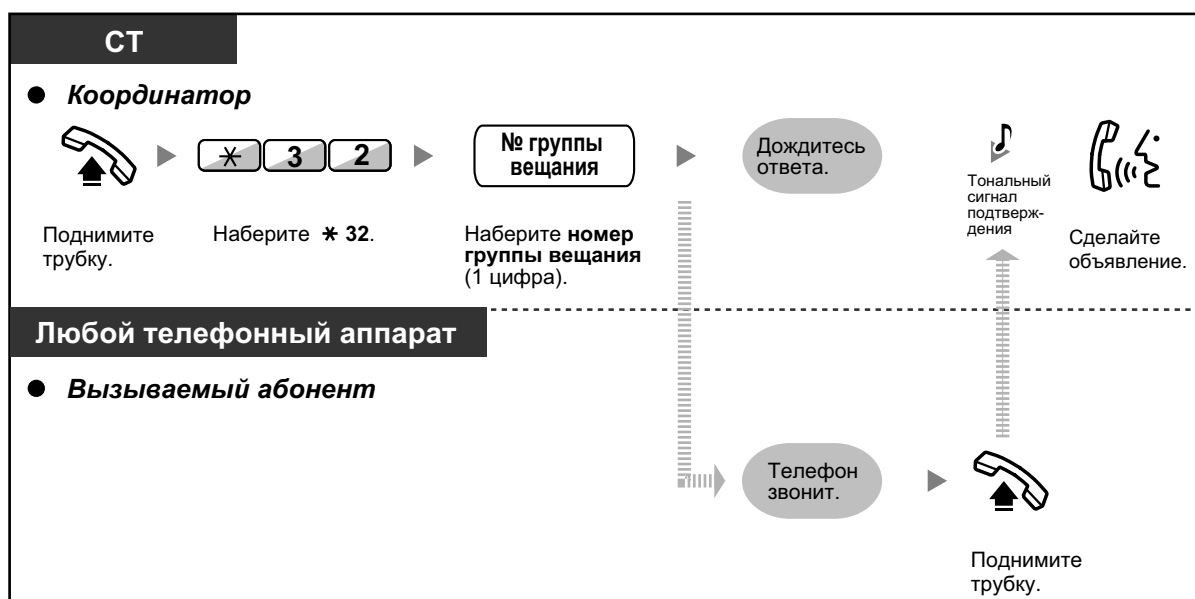 СТ
Координатор
✳ 3 2
№ группы
вещания
Дождитесь
ответа.
Тональный
сигнал
подтверж-
дения
Поднимите
трубку.
Наберите ✳ 32.
Наберите номер
группы вещания
(1 цифра).
Сделайте
объявление.
Любой телефонный аппарат
Вызываемый абонент
Телефон
звонит.
Поднимите
трубку.